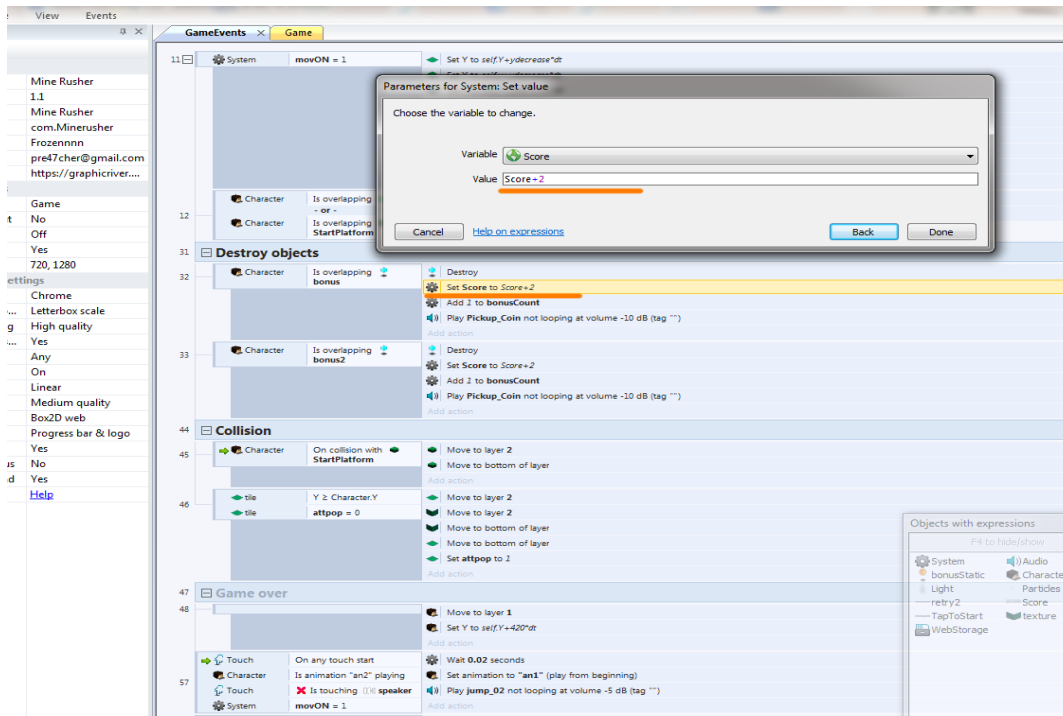 View Events
GameEvents Game
Mine Rusher
1.1
Mine Rusher
com.Minerusher
Frozennnn
pre47cher@gmail.com
https://graphicriver....
Game
No
Off
Yes
720, 1280
Chrome
Letterbox scale
High quality
Yes
Any
On
Linear
Medium quality
Box2D web
Progress bar & logo
Yes
No
Yes
Help
11 System movON = 1 Set Y to self.Y+ydecrease*dt
Parameters for System: Set value
Choose the variable to change.
Variable Score
Value Score+2
Cancel Help on expressions Back Done
12
Character Is overlapping
- or -
Character Is overlapping
StartPlatform
31 Destroy objects
32 Character Is overlapping bonus Destroy
Set Score to Score+2
Add 1 to bonusCount
Play Pickup_Coin not looping at volume -10 dB (tag "")
Add action
33 Character Is overlapping bonus2 Destroy
Set Score to Score+2
Add 1 to bonusCount
Play Pickup_Coin not looping at volume -10 dB (tag "")
Add action
44 Collision
45 Character On collision with StartPlatform Move to layer 2
Move to bottom of layer
Add action
46 tile Y ≥ Character.Y Move to layer 2
tile attpop = 0 Move to layer 2
Move to bottom of layer
Move to bottom of layer
Set attpop to 1
Add action
47 Game over
48 Move to layer 1
Set Y to self.Y+420*dt
Add action
57
Touch On any touch start Wait 0.02 seconds
Character Is animation "an2" playing Set animation to "an1" (play from beginning)
Touch Is touching speaker Play jump_02 not looping at volume -5 dB (tag "")
System movON = 1 Add action
Objects with expressions
F4 to hide/show
System Audio
bonusStatic Characte
Light Particles
retry2 Score
TapToStart texture
WebStorage